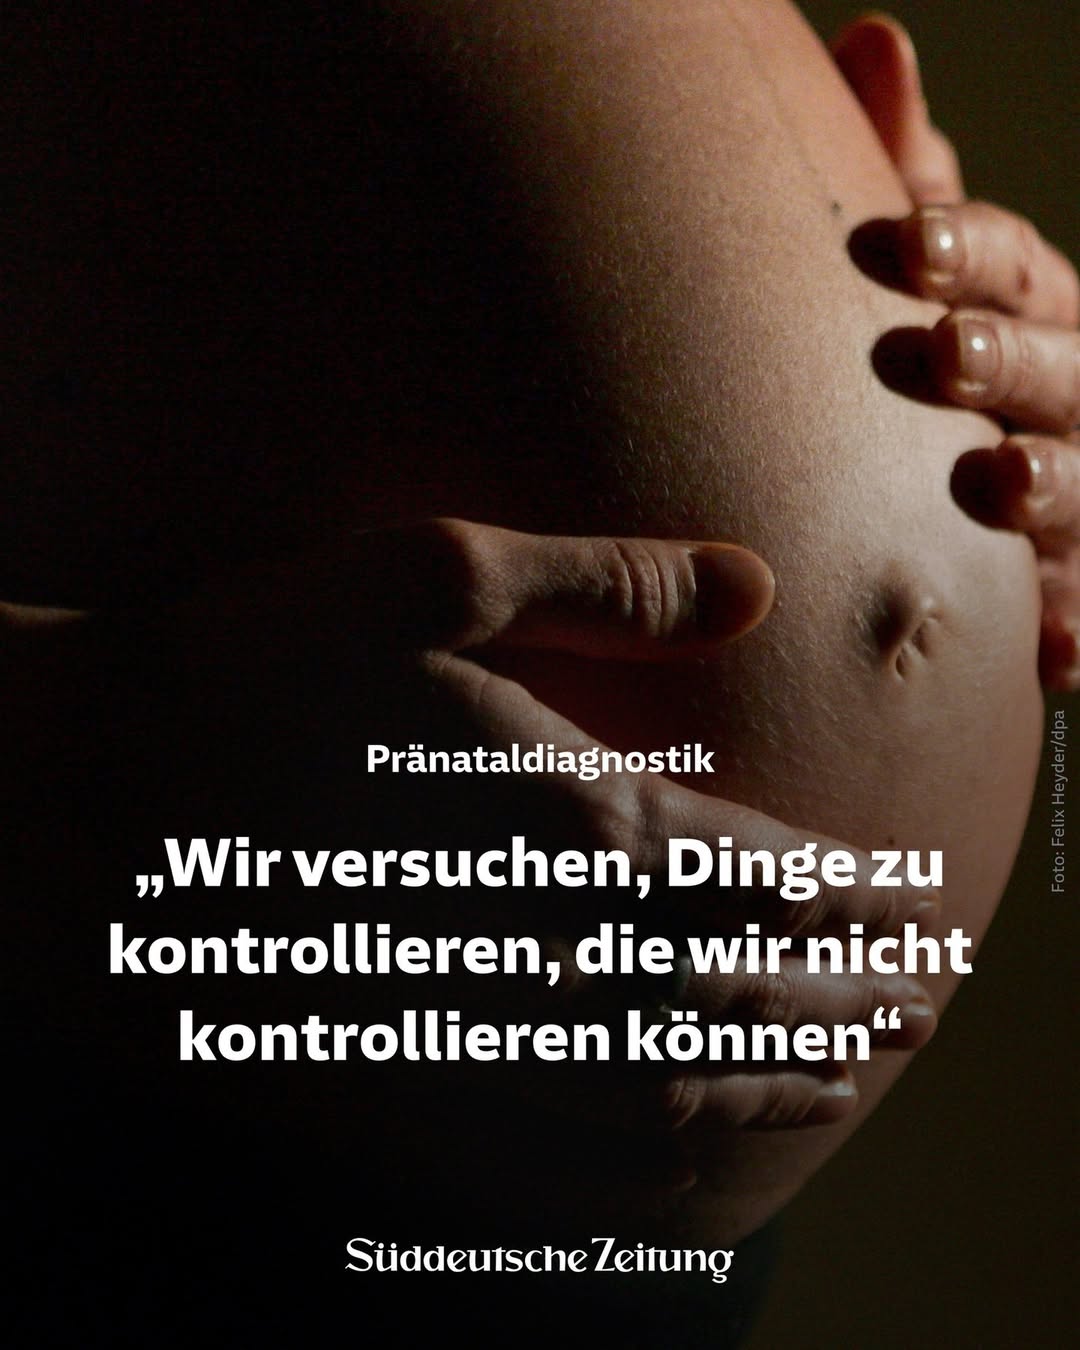 Pränataldiagnostik
„Wir versuchen, Dinge zu
kontrollieren, die wir nicht
kontrollieren können“
Foto: Felix Heyder/dpa
Süddeutsche Zeitung